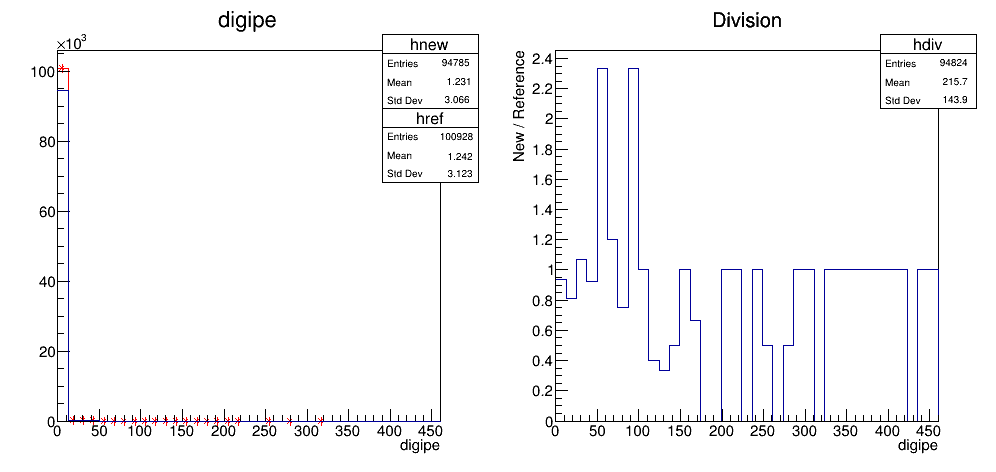 digipe
×10³
hnew
Entries 94785
Mean 1.231
Std Dev 3.066
href
Entries 100928
Mean 1.242
Std Dev 3.123
100
80
60
40
20
0
0 50 100 150 200 250 300 350 400 450
digipe
Division
New / Reference
hdiv
Entries 94824
Mean 215.7
Std Dev 143.9
2.4
2.2
2
1.8
1.6
1.4
1.2
1
0.8
0.6
0.4
0.2
0
0 50 100 150 200 250 300 350 400 450
digipe